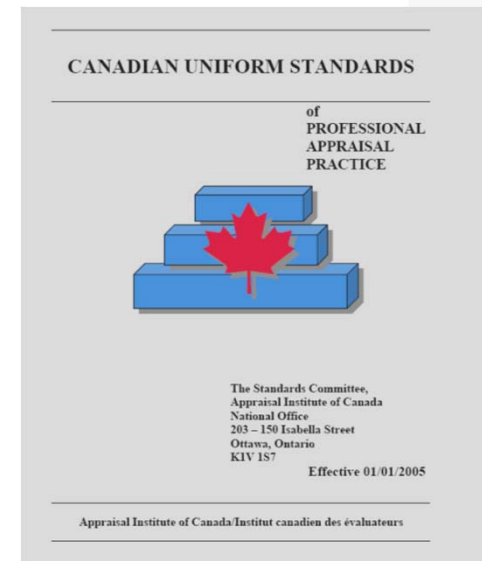 CANADIAN UNIFORM STANDARDS
of
PROFESSIONAL
APPRAISAL
PRACTICE
The Standards Committee,
Appraisal Institute of Canada
National Office
203 – 150 Isabella Street
Ottawa, Ontario
K1V 1S7
Effective 01/01/2005
Appraisal Institute of Canada/Institut canadien des évaluateurs